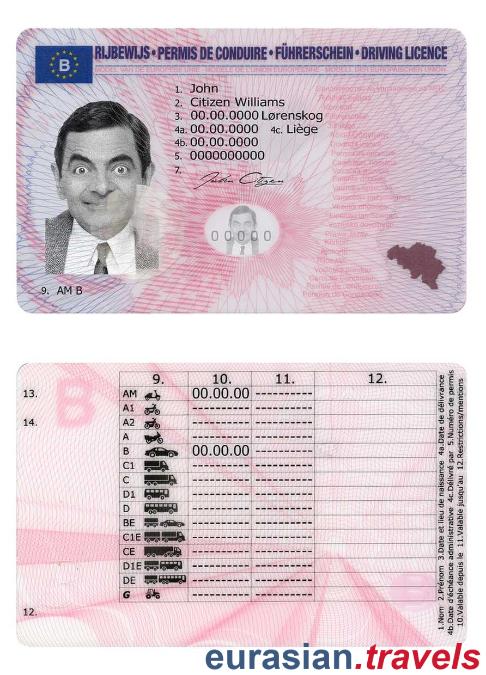 B
RIJBEWIJS • PERMIS DE CONDUIRE • FÜHRERSCHEIN • DRIVING LICENCE
1. John
2. Citizen Williams
3. 00.00.0000 Lørenskog
4a. 00.00.0000 4c. Liège
4b. 00.00.0000
5. 0000000000
7.
00000
9. AM B
B
13.
14.
12.
9. 10. 11. 12.
AM 00.00.00 ----------
A1 ---------- ----------
A2 ---------- ----------
A ---------- ----------
B 00.00.00 ----------
C1 ---------- ----------
C ---------- ----------
D1 ---------- ----------
D ---------- ----------
BE ---------- ----------
C1E ---------- ----------
CE ---------- ----------
D1E ---------- ----------
DE ---------- ----------
G ---------- ----------
1.Nom 2.Prénom 3.Date et lieu de naissance 4a.Date de délivrance
4b.Date d'échéance administrative 4c.Délivré par 5.Numéro de permis
10.Valable depuis le 11.Valable jusqu'au 12.Restrictions/mentions
eurasian.travels